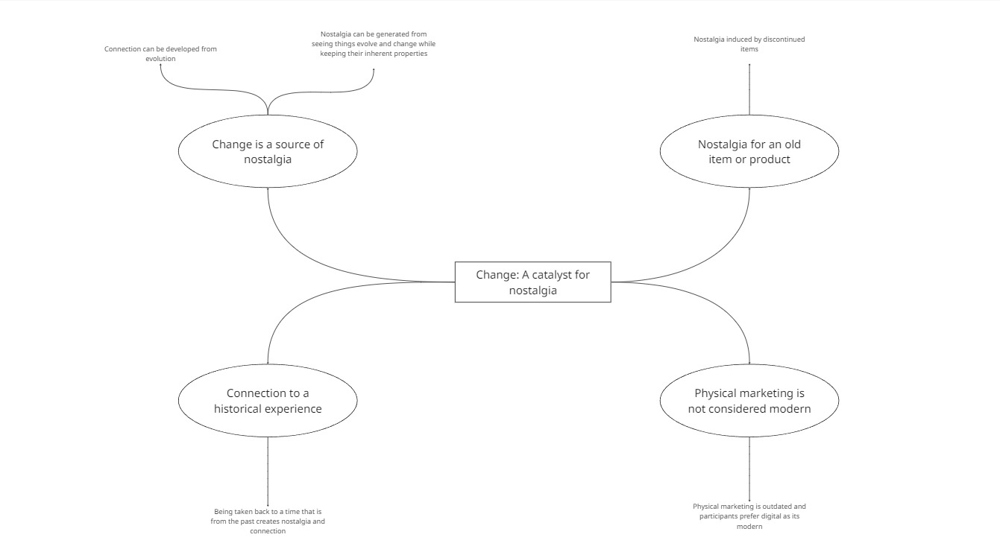 Connection can be developed from
evolution
Nostalgia can be generated from
seeing things evolve and change while
keeping their inherent properties
Nostalgia induced by discontinued
items
Change is a source of
nostalgia
Nostalgia for an old
item or product
Change: A catalyst for
nostalgia
Connection to a
historical experience
Physical marketing is
not considered modern
Being taken back to a time that is
from the past creates nostalgia and
connection
Physical marketing is outdated and
participants prefer digital as its
modern